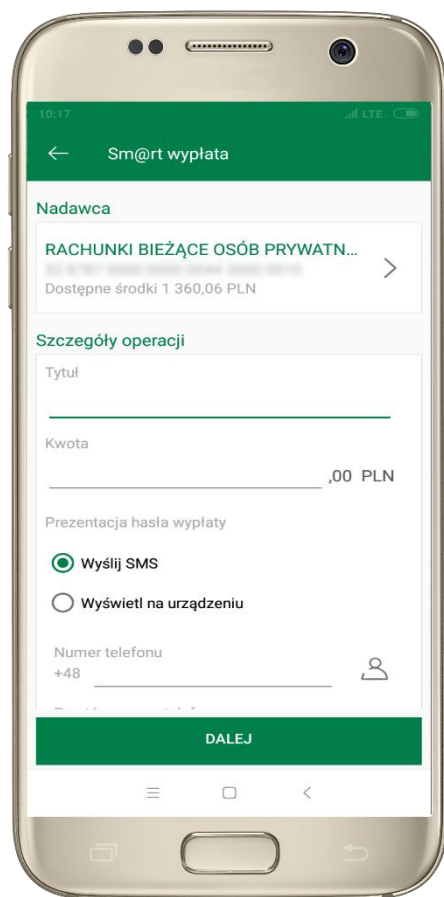 10:17 LTE
Sm@rt wypłata
Nadawca
RACHUNKI BIEŻĄCE OSÓB PRYWATN...
Dostępne środki 1 360,06 PLN
Szczegóły operacji
Tytuł
Kwota
,00 PLN
Prezentacja hasła wypłaty
Wyślij SMS
Wyświetl na urządzeniu
Numer telefonu
+48
DALEJ